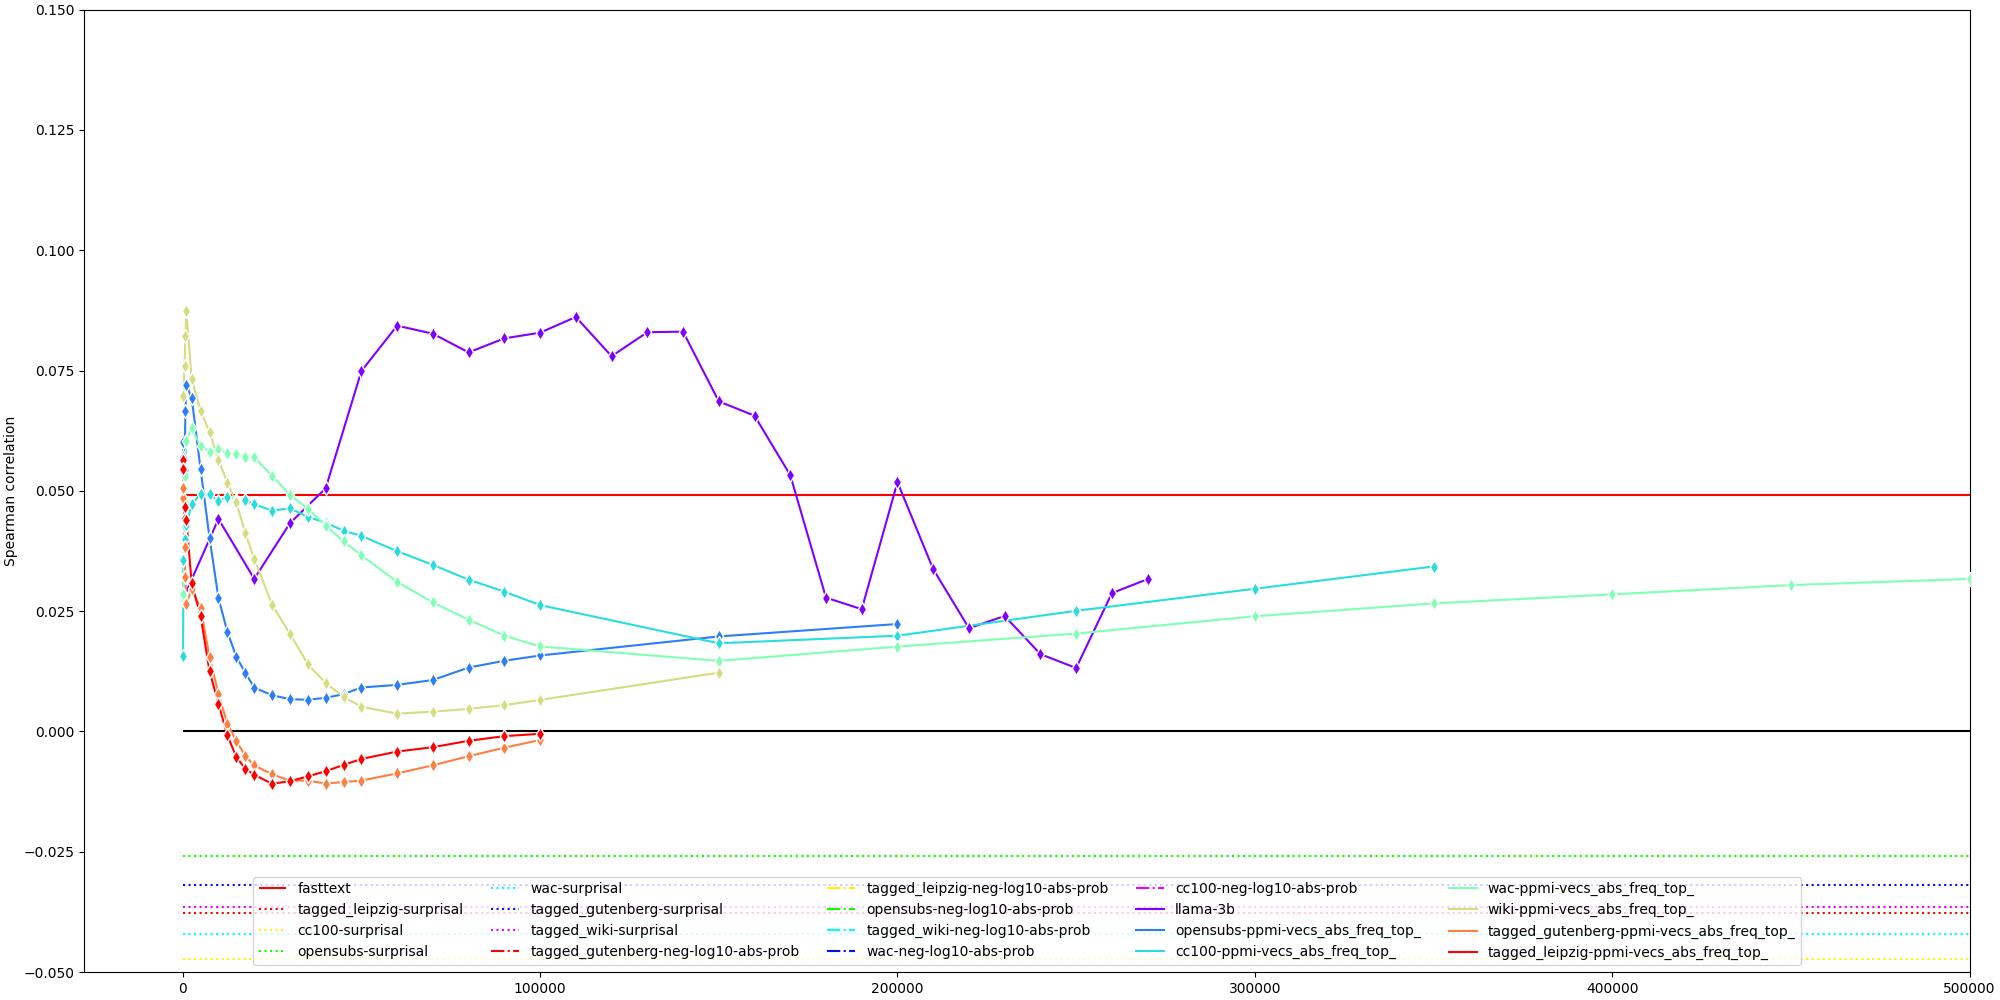 0.150
0.125
0.100
0.075
0.050
0.025
0.000
−0.025
−0.050
Spearman correlation
0 100000 200000 300000 400000 500000
fasttext
tagged_leipzig-surprisal
cc100-surprisal
opensubs-surprisal
wac-surprisal
tagged_gutenberg-surprisal
tagged_wiki-surprisal
tagged_gutenberg-neg-log10-abs-prob
tagged_leipzig-neg-log10-abs-prob
opensubs-neg-log10-abs-prob
tagged_wiki-neg-log10-abs-prob
wac-neg-log10-abs-prob
cc100-neg-log10-abs-prob
llama-3b
opensubs-ppmi-vecs_abs_freq_top_
cc100-ppmi-vecs_abs_freq_top_
wac-ppmi-vecs_abs_freq_top_
wiki-ppmi-vecs_abs_freq_top_
tagged_gutenberg-ppmi-vecs_abs_freq_top_
tagged_leipzig-ppmi-vecs_abs_freq_top_